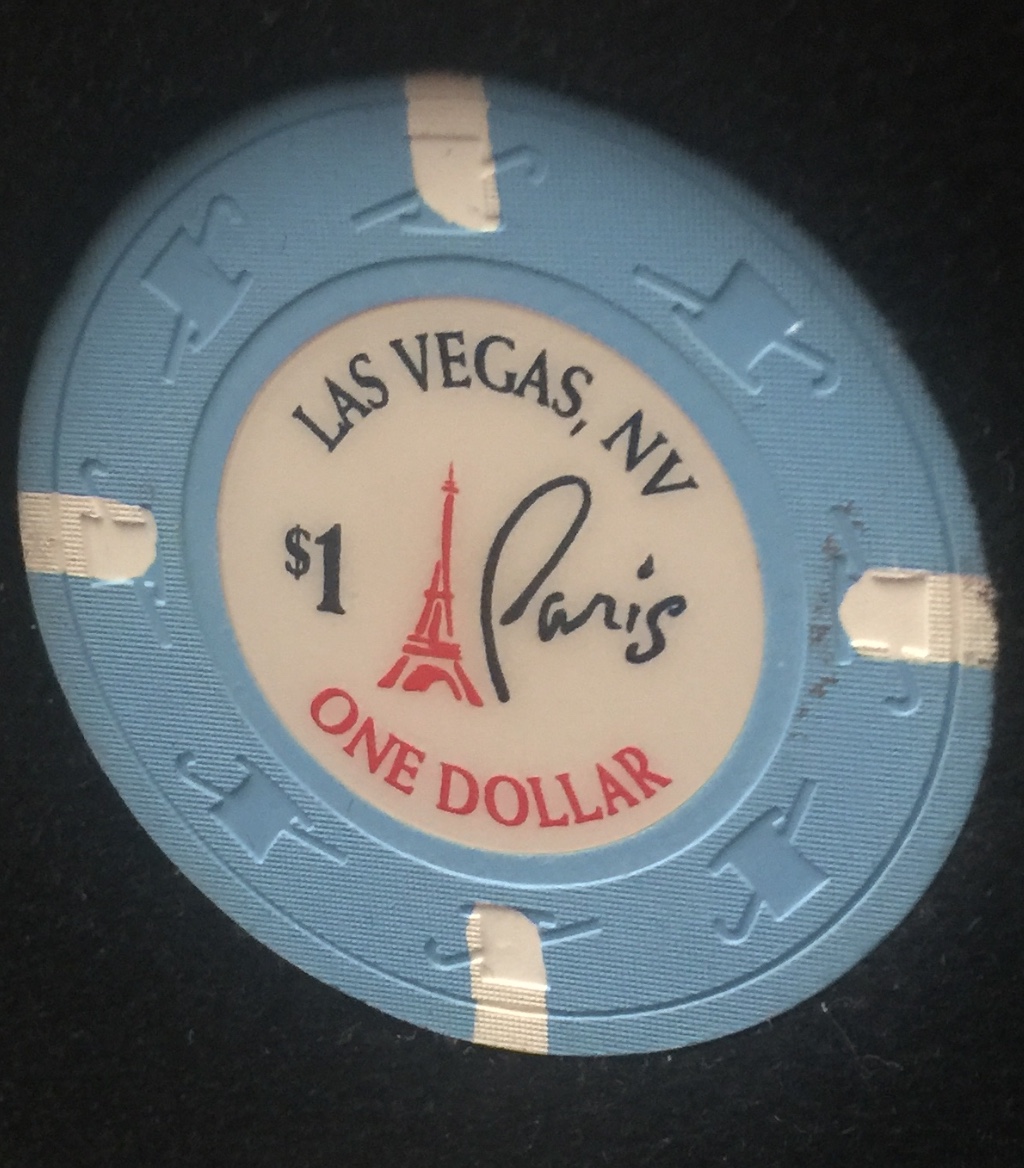 LAS VEGAS, NV
$1
Paris
ONE DOLLAR